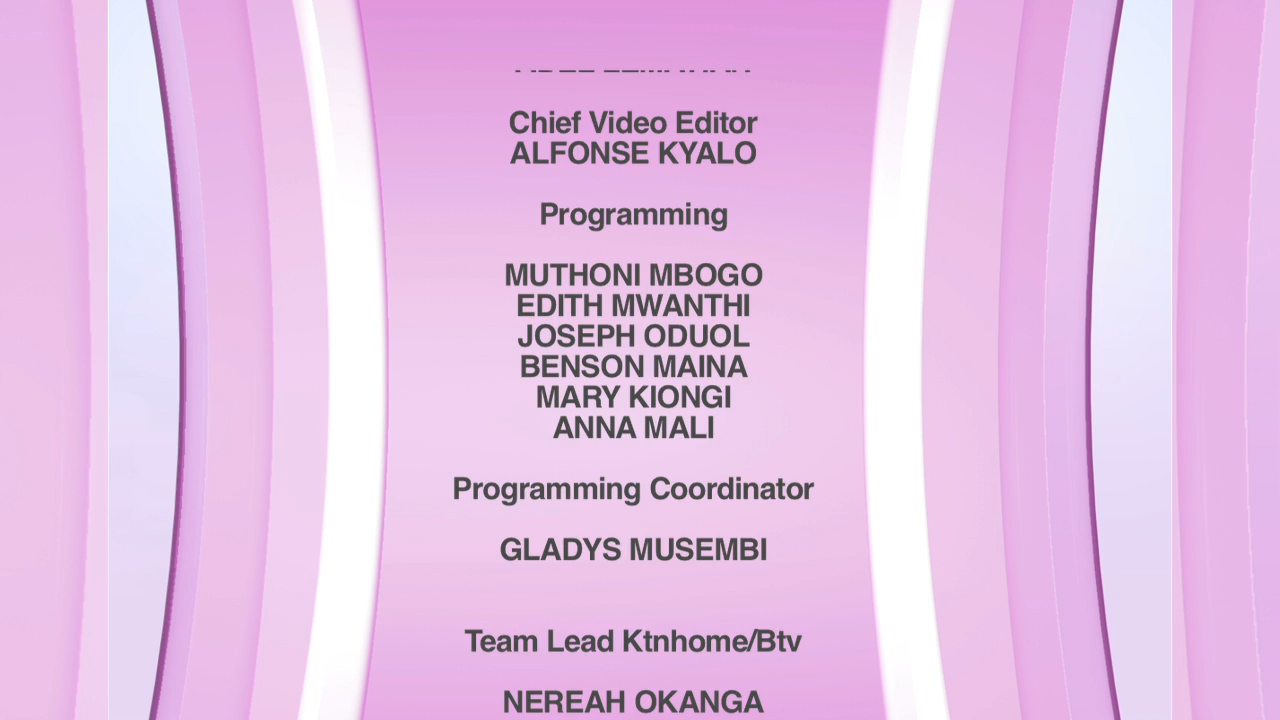 Chief Video Editor
ALFONSE KYALO
Programming
MUTHONI MBOGO
EDITH MWANTHI
JOSEPH ODUOL
BENSON MAINA
MARY KIONGI
ANNA MALI
Programming Coordinator
GLADYS MUSEMBI
Team Lead Ktnhome/Btv
NEREAH OKANGA